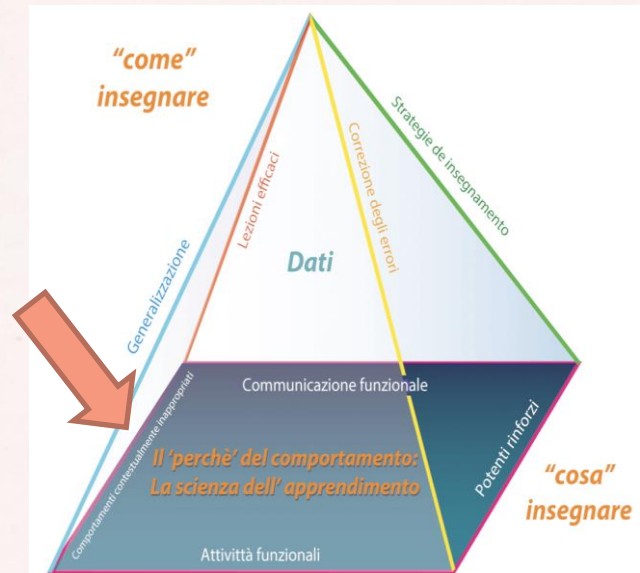 “come”
insegnare
Strategie de insegnamento
Correzione degli errori
Lezioni efficaci
Generalizzazione
Dati
Communicazione funzionale
Comportamenti contestualmente inappropriati
Potenti rinforzi
Il ‘perchè’ del comportamento:
La scienza dell’ apprendimento
“cosa”
insegnare
Attivittà funzionali